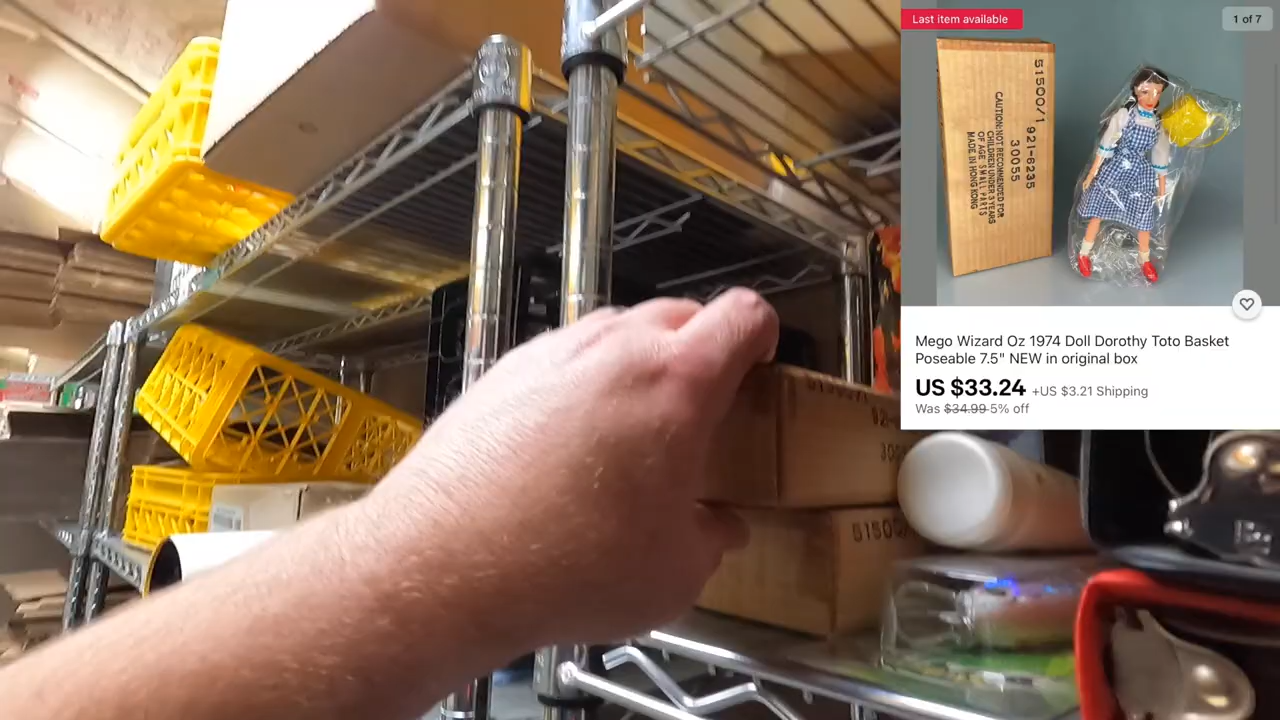 Last item available
1 of 7
51500/1
921-6235
30055
CAUTION:NOT RECOMMENDED FOR
CHILDREN UNDER 3 YEARS
OF AGE SMALL PARTS
MADE IN HONG KONG
Mego Wizard Oz 1974 Doll Dorothy Toto Basket
Poseable 7.5" NEW in original box
US $33.24 +US $3.21 Shipping
Was $34.99 5% off